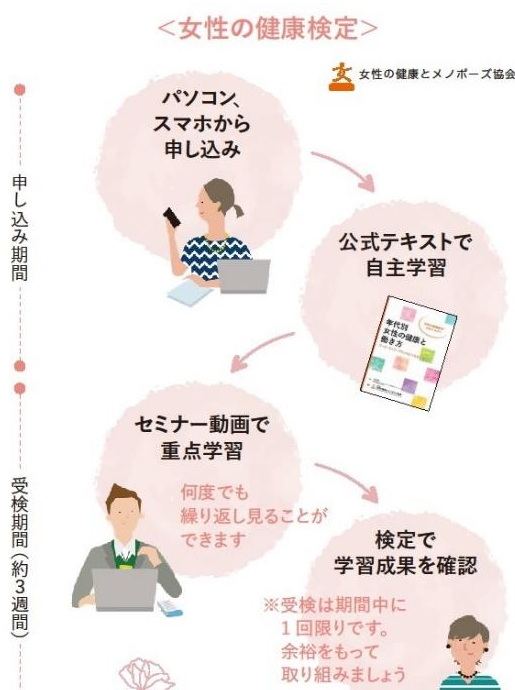 <女性の健康検定>
女性の健康とメノポーズ協会
パソコン、
スマホから
申し込み
申し込み期間
公式テキストで
自主学習
年代別
女性の健康と
働き方
セミナー動画で
重点学習
何度でも
繰り返し見ることが
できます
受検期間(約3週間)
検定で
学習成果を確認
※受検は期間中に
1回限りです。
余裕をもって
取り組みましょう